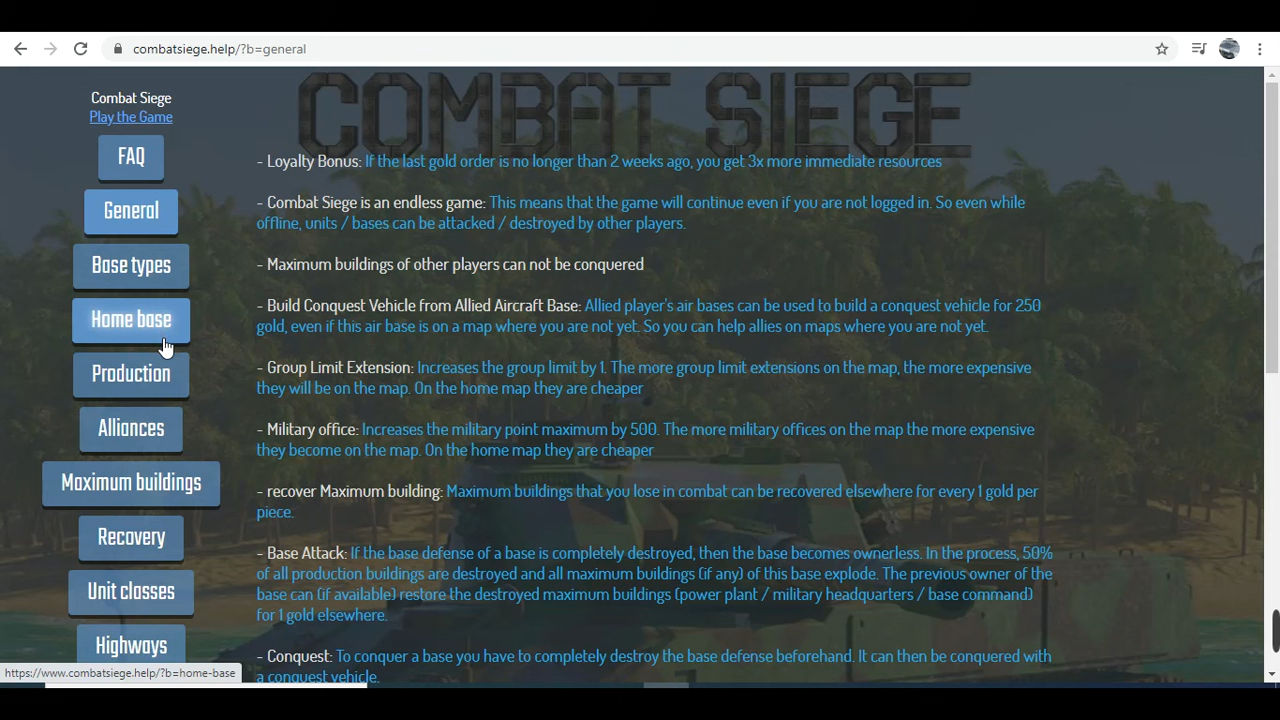 combatsiege.help/?b=general
COMBAT SIEGE
Combat Siege
Play the Game
FAQ
General
Base types
Home base
Production
Alliances
Maximum buildings
Recovery
Unit classes
Highways
- Loyalty Bonus: If the last gold order is no longer than 2 weeks ago, you get 3x more immediate resources
- Combat Siege is an endless game: This means that the game will continue even if you are not logged in. So even while
offline, units / bases can be attacked / destroyed by other players.
- Maximum buildings of other players can not be conquered
- Build Conquest Vehicle from Allied Aircraft Base: Allied player's air bases can be used to build a conquest vehicle for 250
gold, even if this air base is on a map where you are not yet. So you can help allies on maps where you are not yet.
- Group Limit Extension: Increases the group limit by 1. The more group limit extensions on the map, the more expensive
they will be on the map. On the home map they are cheaper
- Military office: Increases the military point maximum by 500. The more military offices on the map the more expensive
they become on the map. On the home map they are cheaper
- recover Maximum building: Maximum buildings that you lose in combat can be recovered elsewhere for every 1 gold per
piece.
- Base Attack: If the base defense of a base is completely destroyed, then the base becomes ownerless. In the process, 50%
of all production buildings are destroyed and all maximum buildings (if any) of this base explode. The previous owner of the
base can (if available) restore the destroyed maximum buildings (power plant / military headquarters / base command)
for 1 gold elsewhere.
- Conquest: To conquer a base you have to completely destroy the base defense beforehand. It can then be conquered with
a conquest vehicle.
https://www.combatsiege.help/?b=home-base